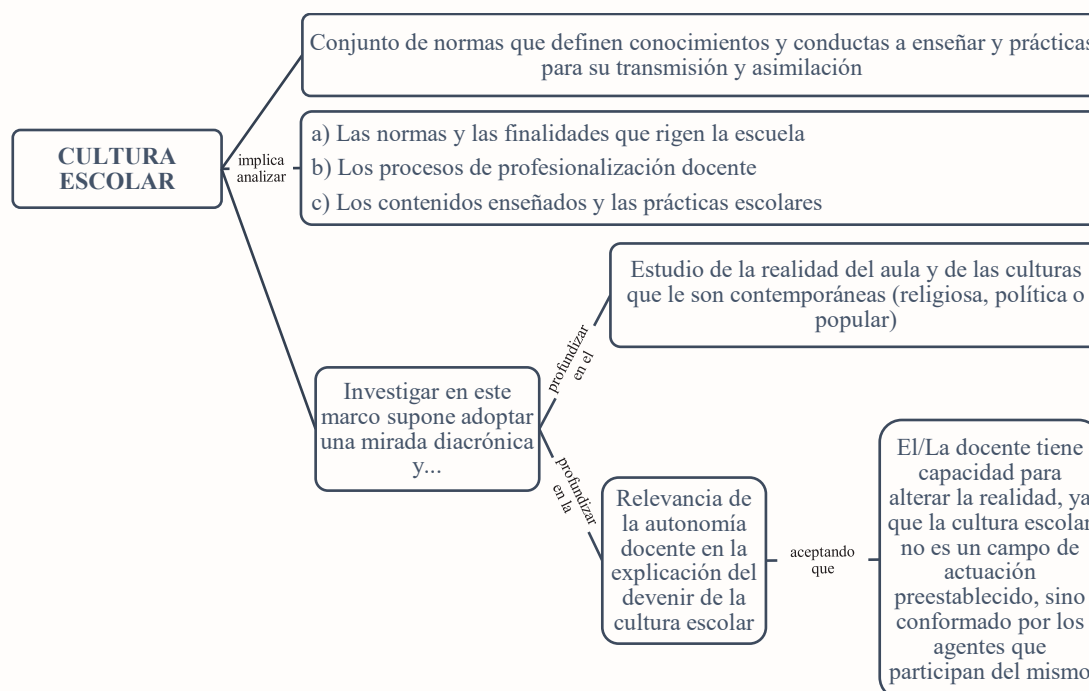 Conjunto de normas que definen conocimientos y conductas a enseñar y prácticas
para su transmisión y asimilación
CULTURA
ESCOLAR
implica
analizar
a) Las normas y las finalidades que rigen la escuela
b) Los procesos de profesionalización docente
c) Los contenidos enseñados y las prácticas escolares
Estudio de la realidad del aula y de las culturas
que le son contemporáneas (religiosa, política o
popular)
profundizar
en el
Investigar en este
marco supone adoptar
una mirada diacrónica
y...
profundizar
en la
Relevancia de
la autonomía
docente en la
explicación del
devenir de la
cultura escolar
aceptando
que
El/La docente tiene
capacidad para
alterar la realidad, ya
que la cultura escolar
no es un campo de
actuación
preestablecido, sino
conformado por los
agentes que
participan del mismo